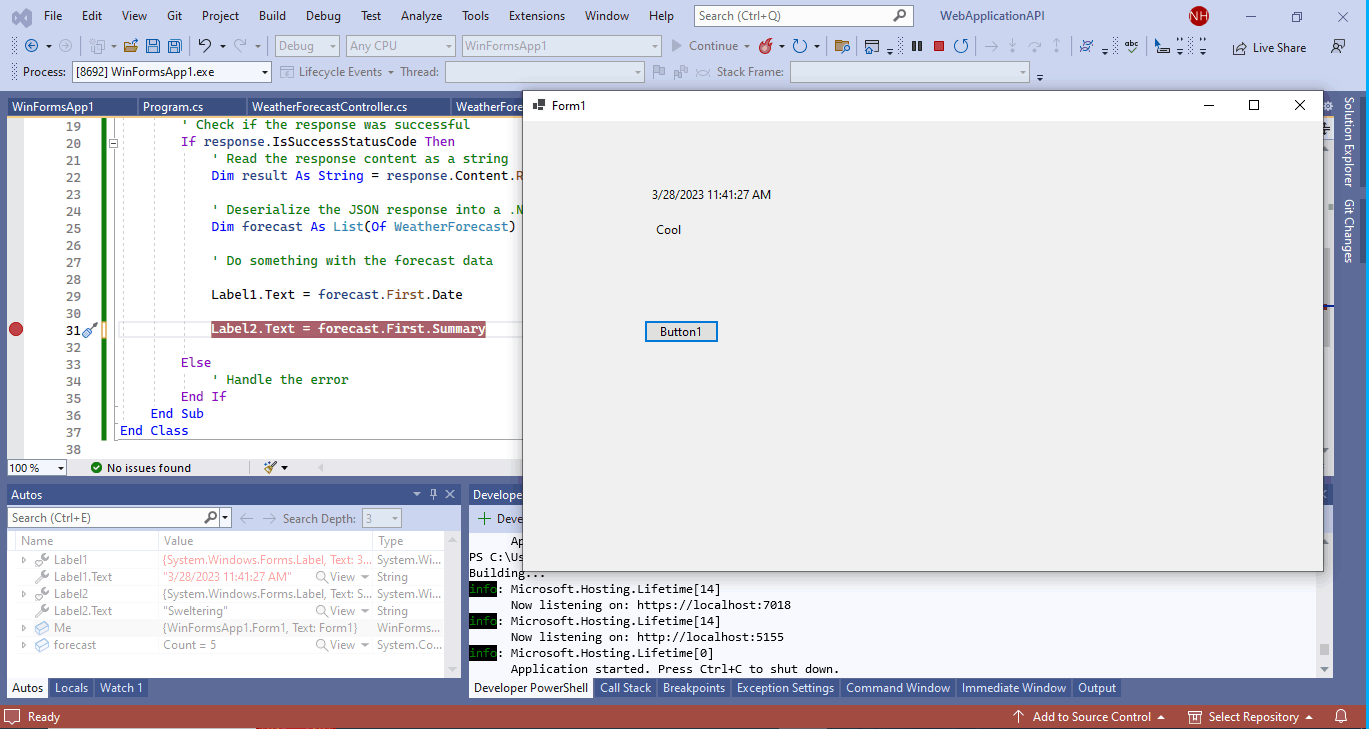 File Edit View Git Project Build Debug Test Analyze Tools Extensions Window Help Search (Ctrl+Q) WebApplicationAPI NH
Debug Any CPU WinFormsApp1 Continue abc Live Share
Process: [8692] WinFormsApp1.exe Lifecycle Events Thread: Stack Frame:
WinFormsApp1 Program.cs WeatherForecastController.cs WeatherFore
19 ' Check if the response was successful
20 If response.IsSuccessStatusCode Then
21 ' Read the response content as a string
22 Dim result As String = response.Content.R
23
24 ' Deserialize the JSON response into a .N
25 Dim forecast As List(Of WeatherForecast)
26
27 ' Do something with the forecast data
28
29 Label1.Text = forecast.First.Date
30
31 Label2.Text = forecast.First.Summary
32
33 Else
34 ' Handle the error
35 End If
36 End Sub
37 End Class
38
100 % No issues found
Form1
3/28/2023 11:41:27 AM
Cool
Button1
Solution Explorer
Git Changes
Autos
Search (Ctrl+E) Search Depth: 3
Name Value Type
Label1 {System.Windows.Forms.Label, Text: 3... System.Wi...
Label1.Text "3/28/2023 11:41:27 AM" View String
Label2 {System.Windows.Forms.Label, Text: S... System.Wi...
Label2.Text "Sweltering" View String
Me {WinFormsApp1.Form1, Text: Form1} WinForms...
forecast Count = 5 View System.Co...
Autos Locals Watch 1
Developer
Deve
Ap
PS C:\Us
Building...
info: Microsoft.Hosting.Lifetime[14]
Now listening on: https://localhost:7018
info: Microsoft.Hosting.Lifetime[14]
Now listening on: http://localhost:5155
info: Microsoft.Hosting.Lifetime[0]
Application started. Press Ctrl+C to shut down.
Developer PowerShell Call Stack Breakpoints Exception Settings Command Window Immediate Window Output
Ready Add to Source Control Select Repository